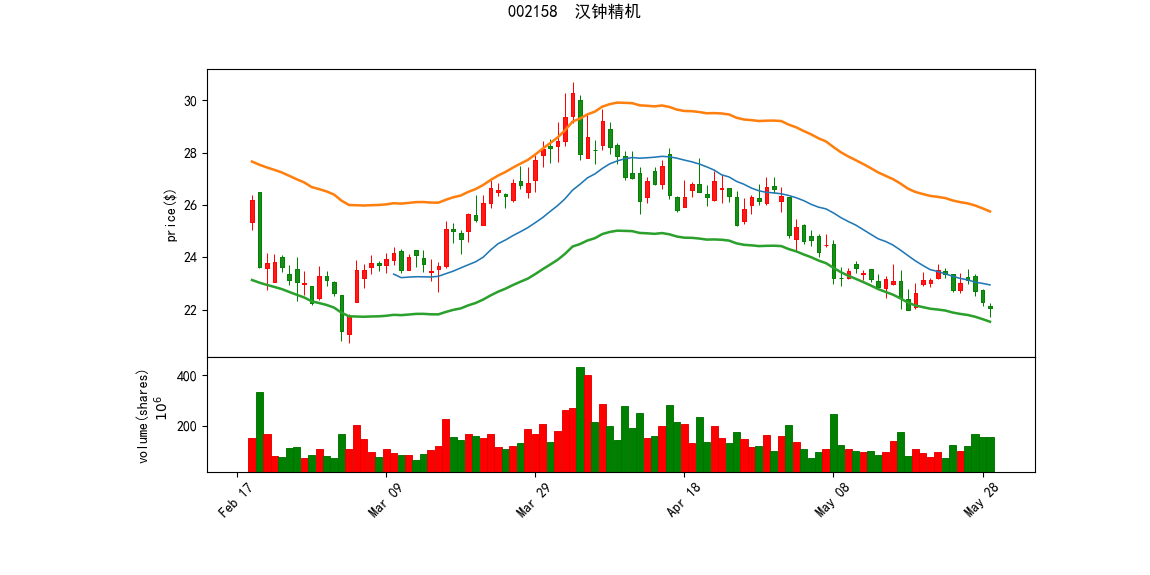 002158 汉钟精机
price($)
30
28
26
24
22
volume(shares)
10^6
400
200
Feb 17
Mar 09
Mar 29
Apr 18
May 08
May 28